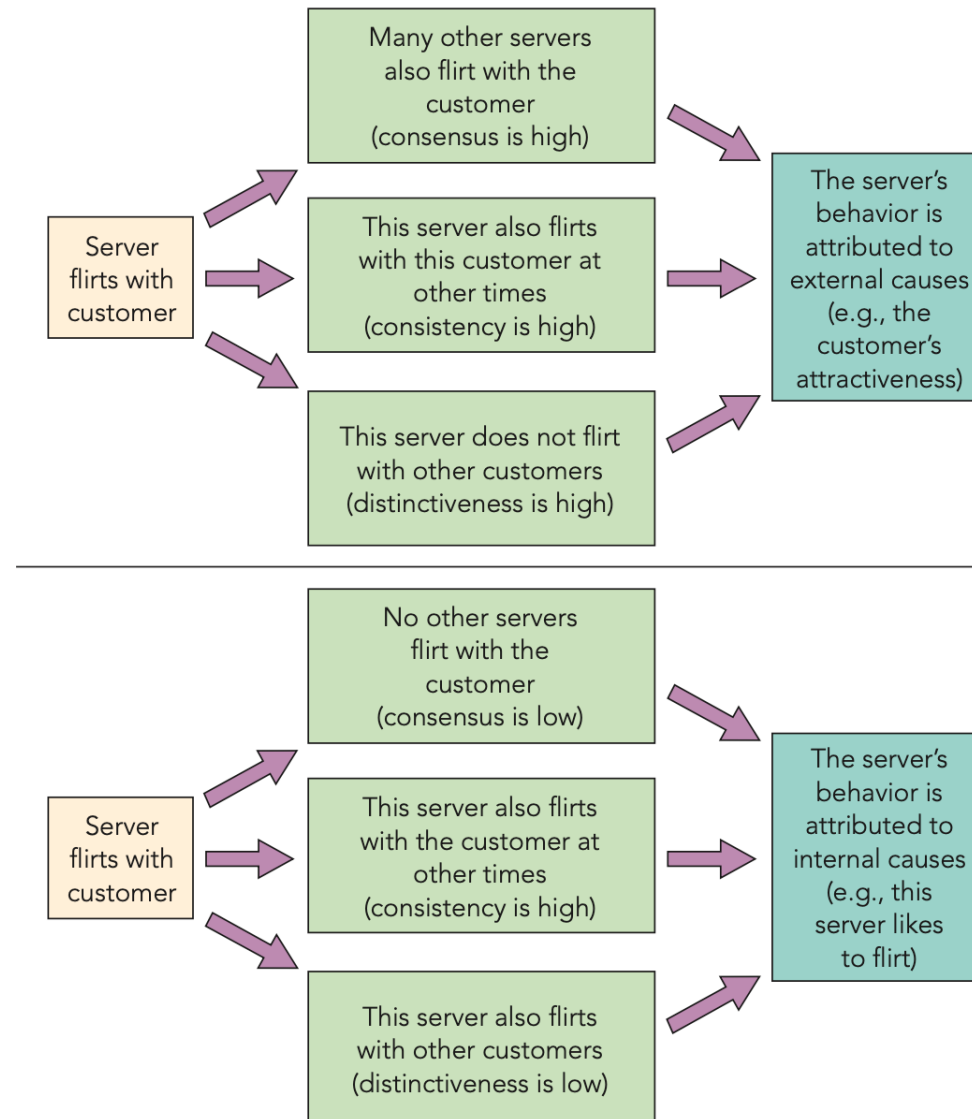 Many other servers
also flirt with the
customer
(consensus is high)
Server
flirts with
customer
This server also flirts
with this customer at
other times
(consistency is high)
The server’s
behavior is
attributed to
external causes
(e.g., the
customer’s
attractiveness)
This server does not flirt
with other customers
(distinctiveness is high)
No other servers
flirt with the
customer
(consensus is low)
Server
flirts with
customer
This server also flirts
with the customer at
other times
(consistency is high)
The server’s
behavior is
attributed to
internal causes
(e.g., this
server likes
to flirt)
This server also flirts
with other customers
(distinctiveness is low)